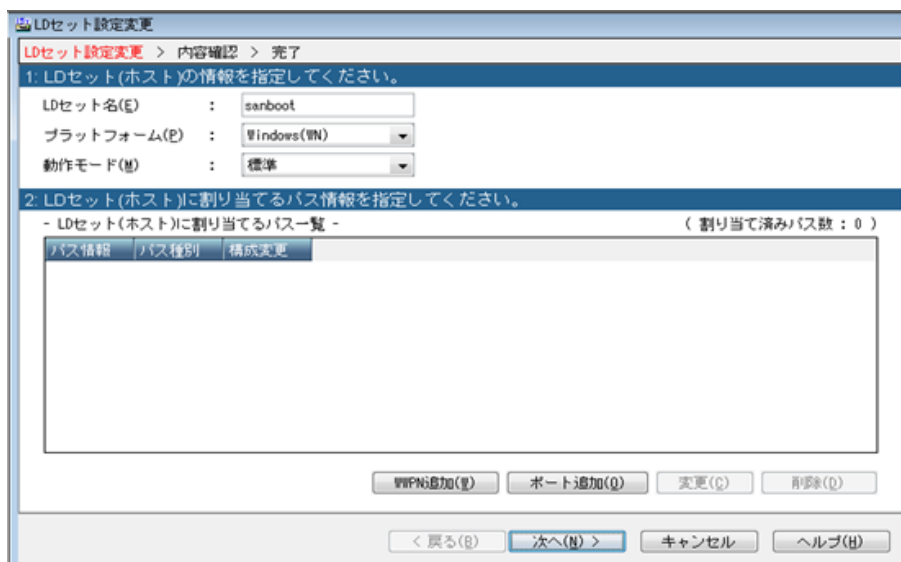 LDセット設定変更
LDセット設定変更 > 内容確認 > 完了
1: LDセット(ホスト)の情報を指定してください。
LDセット名(E) : sanboot
プラットフォーム(P) : Windows(WN)
動作モード(M) : 標準
2: LDセット(ホスト)に割り当てるパス情報を指定してください。
- LDセット(ホスト)に割り当てるパス一覧 - ( 割り当て済みパス数 : 0 )
パス情報 パス種別 構成変更
WWPN追加(W) ポート追加(O) 変更(C) 削除(D)
< 戻る(B) 次へ(N) > キャンセル ヘルプ(H)